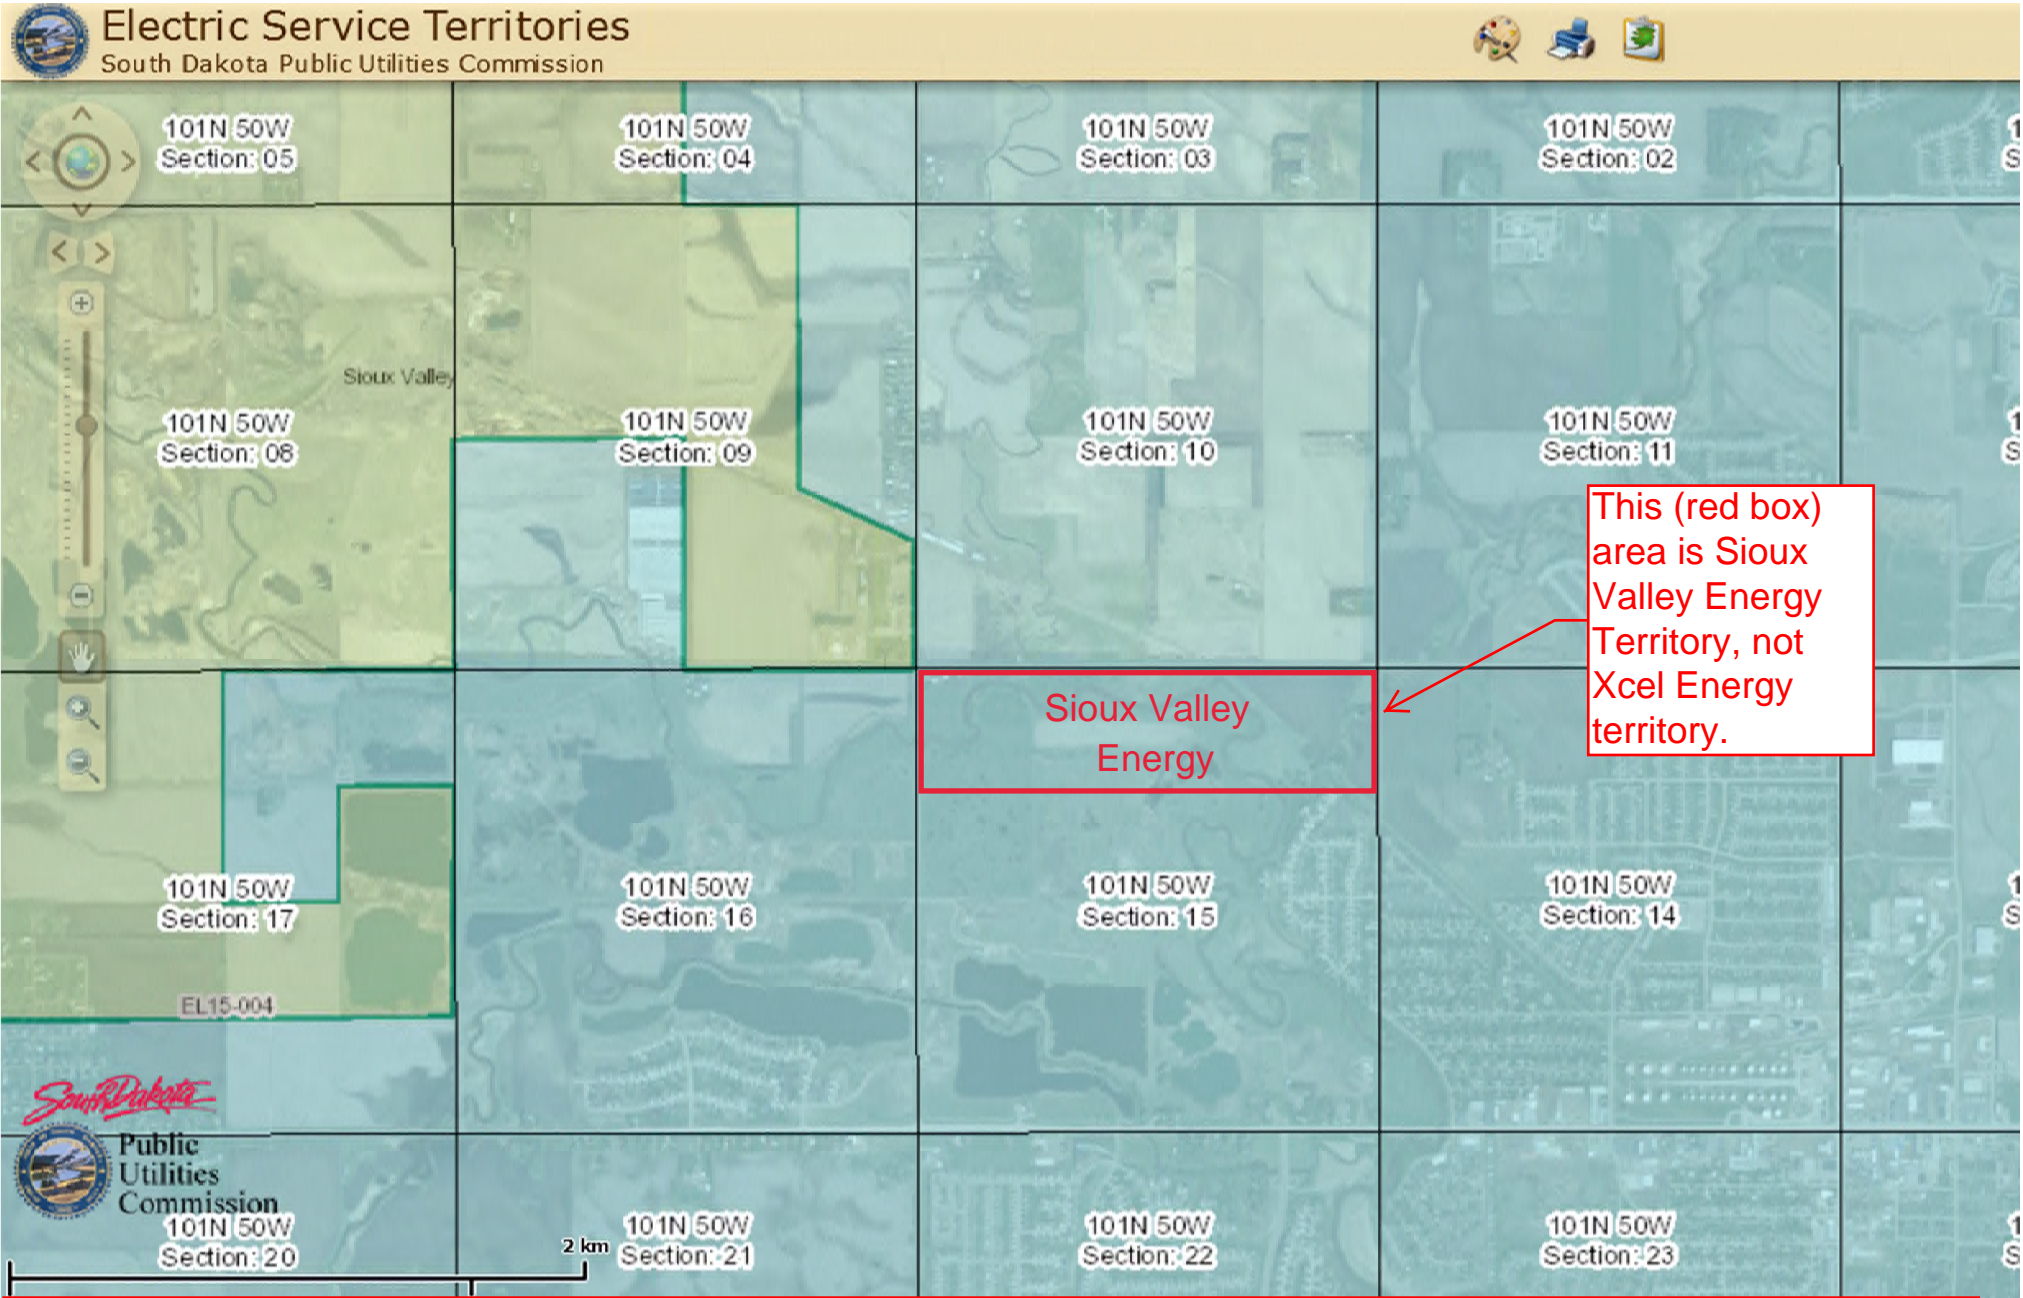 Electric Service Territories
South Dakota Public Utilities Commission
101N 50W
Section: 05
101N 50W
Section: 04
101N 50W
Section: 03
101N 50W
Section: 02
Sioux Valley
101N 50W
Section: 08
101N 50W
Section: 09
101N 50W
Section: 10
101N 50W
Section: 11
This (red box)
area is Sioux
Valley Energy
Territory, not
Xcel Energy
territory.
Sioux Valley
Energy
101N 50W
Section: 17
101N 50W
Section: 16
101N 50W
Section: 15
101N 50W
Section: 14
EL15-004
South Dakota
Public
Utilities
Commission
101N 50W
Section: 20
2 km
101N 50W
Section: 21
101N 50W
Section: 22
101N 50W
Section: 23